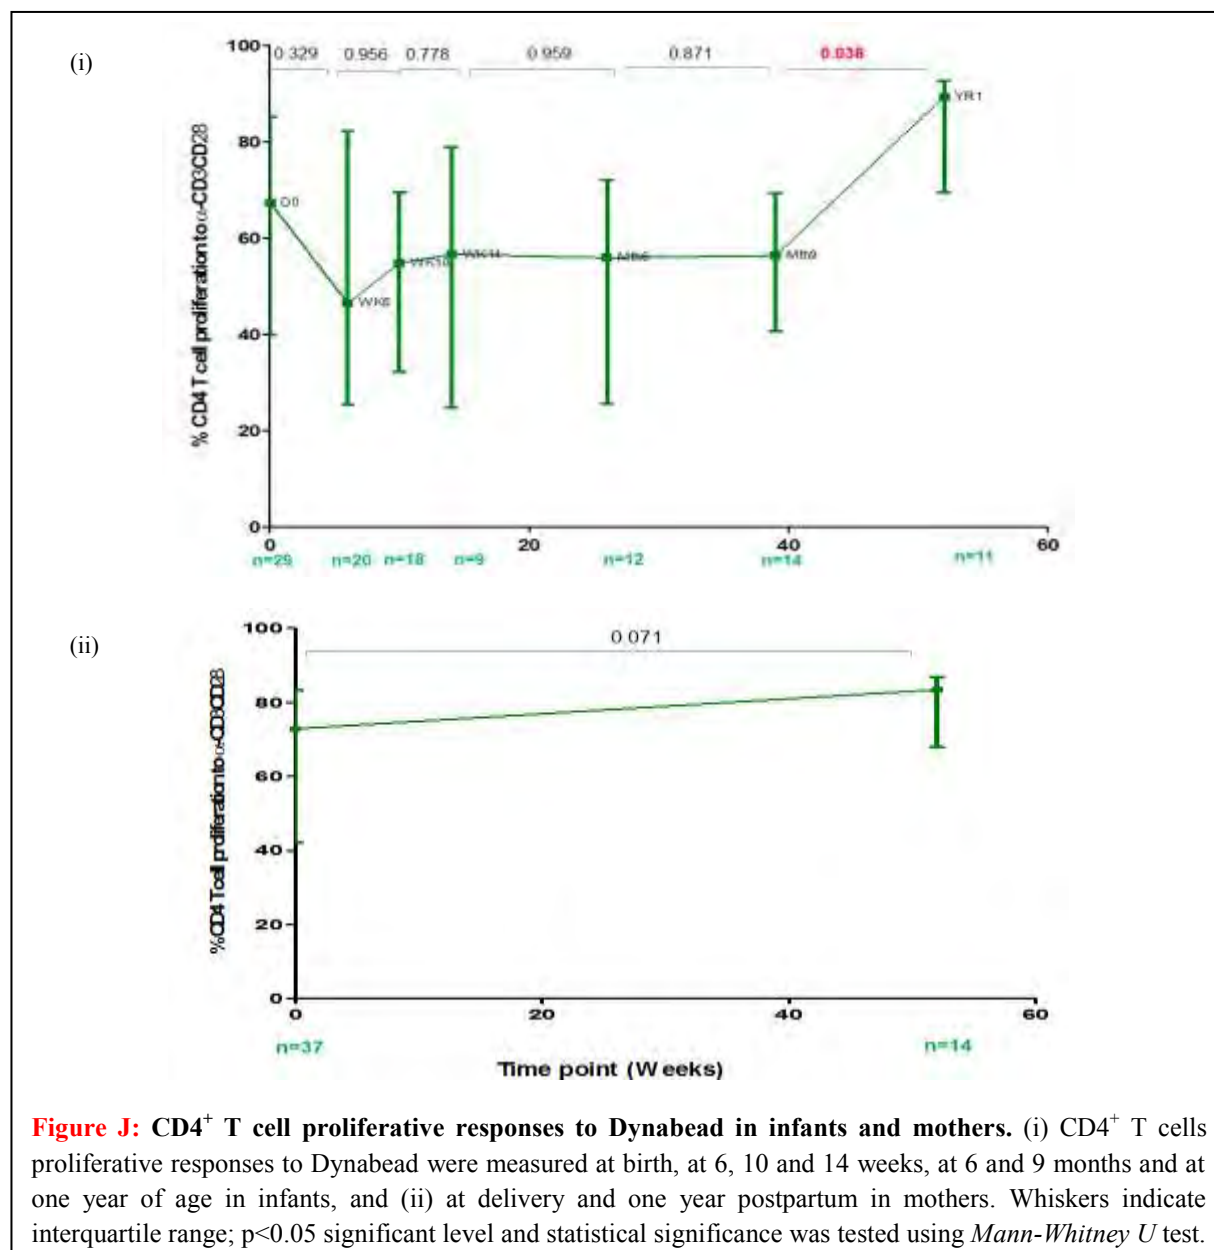 (i)
100
0.329 0.956 0.778 0.959 0.871 0.038
YR1
80
D0
60
WK6 WK10 WK14 Mth6 Mth9
40
20
0
0 20 40 60
% CD4 T cell proliferation to α-CD3CD28
n=29 n=20 n=18 n=9 n=12 n=14 n=11
(ii)
100
0.071
80
60
40
20
0
0 20 40 60
%CD4 T cell proliferation to α-CD3CD28
n=37 n=14
Time point (Weeks)
Figure J: CD4+ T cell proliferative responses to Dynabead in infants and mothers. (i) CD4+ T cells
proliferative responses to Dynabead were measured at birth, at 6, 10 and 14 weeks, at 6 and 9 months and at
one year of age in infants, and (ii) at delivery and one year postpartum in mothers. Whiskers indicate
interquartile range; p<0.05 significant level and statistical significance was tested using Mann-Whitney U test.